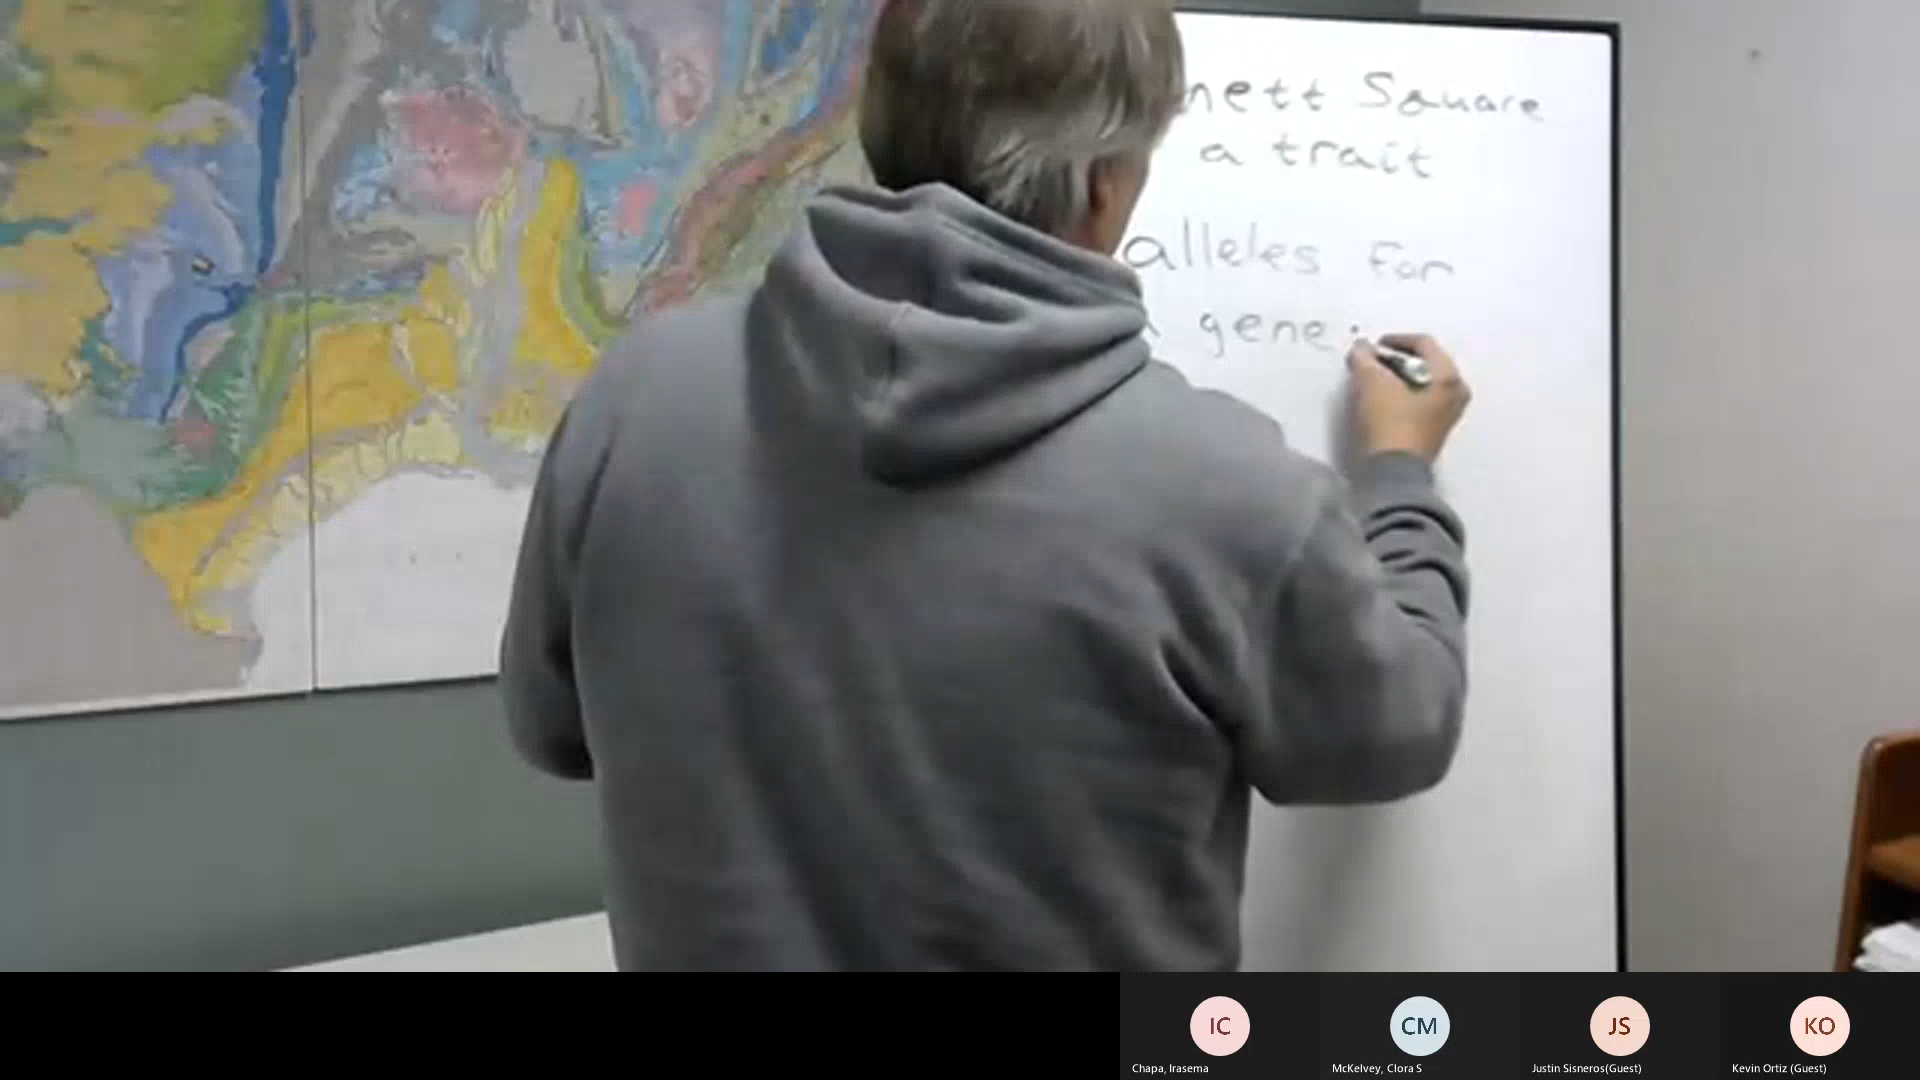 nett Square
a trait
alleles for
gene
IC
CM
JS
KO
Chapa, Irasema
McKelvey, Clora S
Justin Sisneros(Guest)
Kevin Ortiz (Guest)